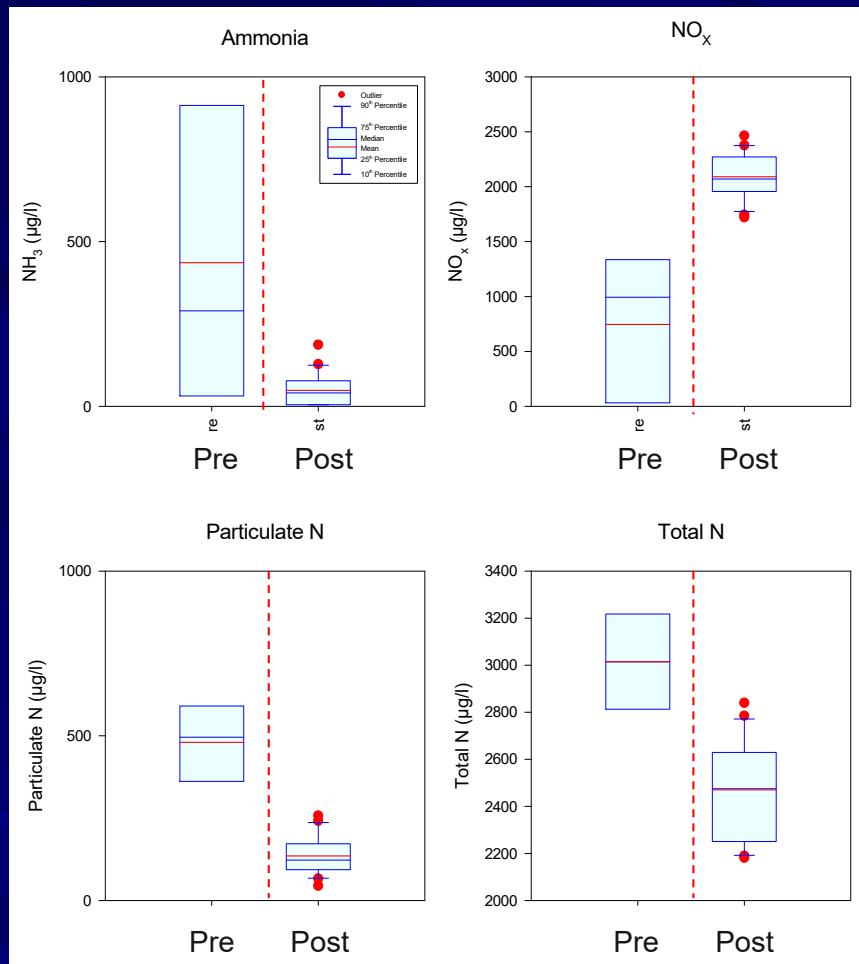 Ammonia
1000
500
0
NH₃ (µg/l)
Outlier
90th Percentile
75th Percentile
Median
Mean
25th Percentile
10th Percentile
re
st
Pre
Post
NOX
3000
2500
2000
1500
1000
500
0
NOx (µg/l)
re
st
Pre
Post
Particulate N
1000
500
0
Particulate N (µg/l)
Pre
Post
Total N
3400
3200
3000
2800
2600
2400
2200
2000
Total N (µg/l)
Pre
Post